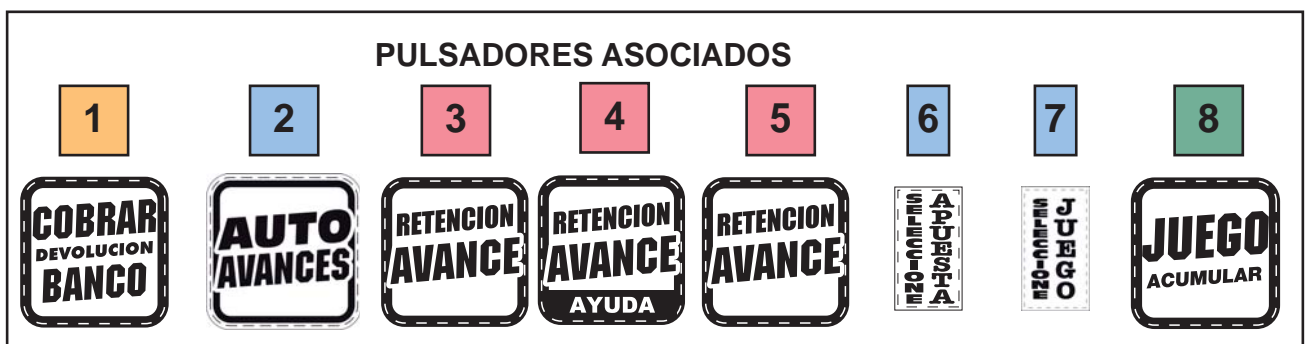 PULSADORES ASOCIADOS
1 2 3 4 5 6 7 8
COBRAR
DEVOLUCION
BANCO
AUTO
AVANCES
RETENCION
AVANCE
RETENCION
AVANCE
AYUDA
RETENCION
AVANCE
SELECCIONE
APUESTA
SELECCIONE
JUEGO
JUEGO
ACUMULAR